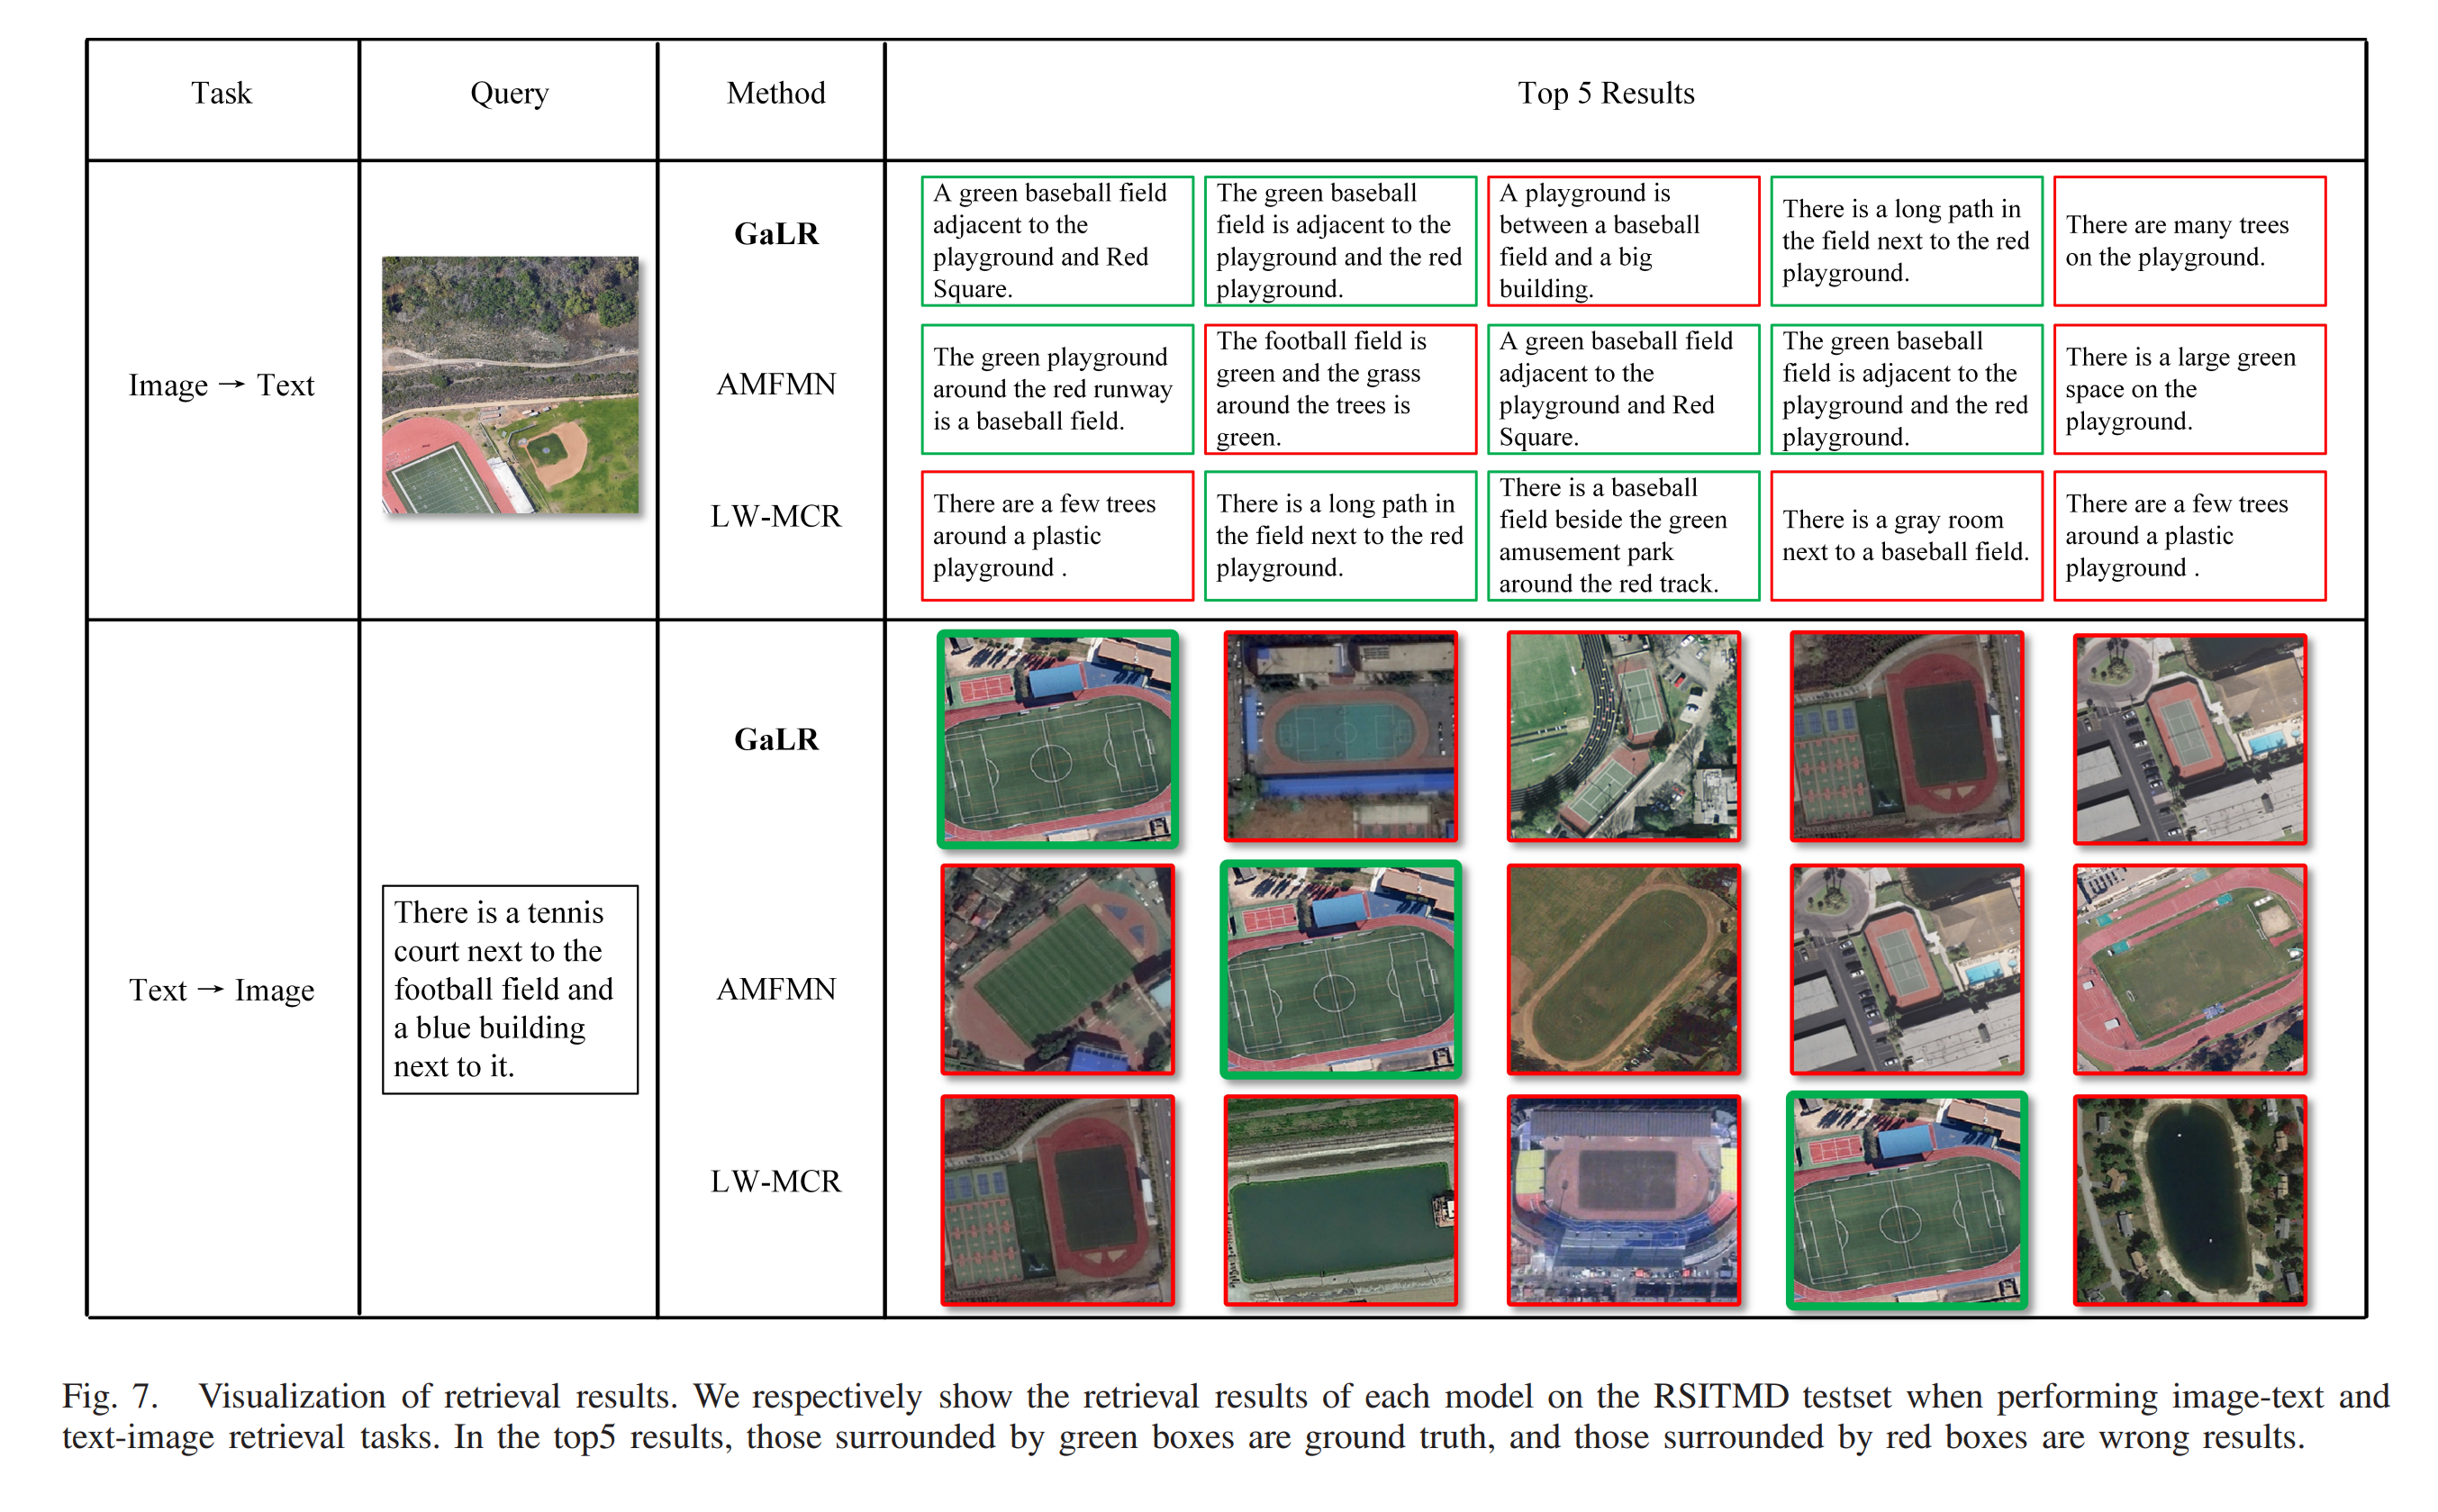 Task
Query
Method
Top 5 Results
Image → Text
GaLR
A green baseball field
adjacent to the
playground and Red
Square.
The green baseball
field is adjacent to the
playground and the red
playground.
A playground is
between a baseball
field and a big
building.
There is a long path in
the field next to the red
playground.
There are many trees
on the playground.
AMFMN
The green playground
around the red runway
is a baseball field.
The football field is
green and the grass
around the trees is
green.
A green baseball field
adjacent to the
playground and Red
Square.
The green baseball
field is adjacent to the
playground and the red
playground.
There is a large green
space on the
playground.
LW-MCR
There are a few trees
around a plastic
playground .
There is a long path in
the field next to the red
playground.
There is a baseball
field beside the green
amusement park
around the red track.
There is a gray room
next to a baseball field.
There are a few trees
around a plastic
playground .
Text → Image
There is a tennis
court next to the
football field and
a blue building
next to it.
GaLR
AMFMN
LW-MCR
Fig. 7. Visualization of retrieval results. We respectively show the retrieval results of each model on the RSITMD testset when performing image-text and
text-image retrieval tasks. In the top5 results, those surrounded by green boxes are ground truth, and those surrounded by red boxes are wrong results.